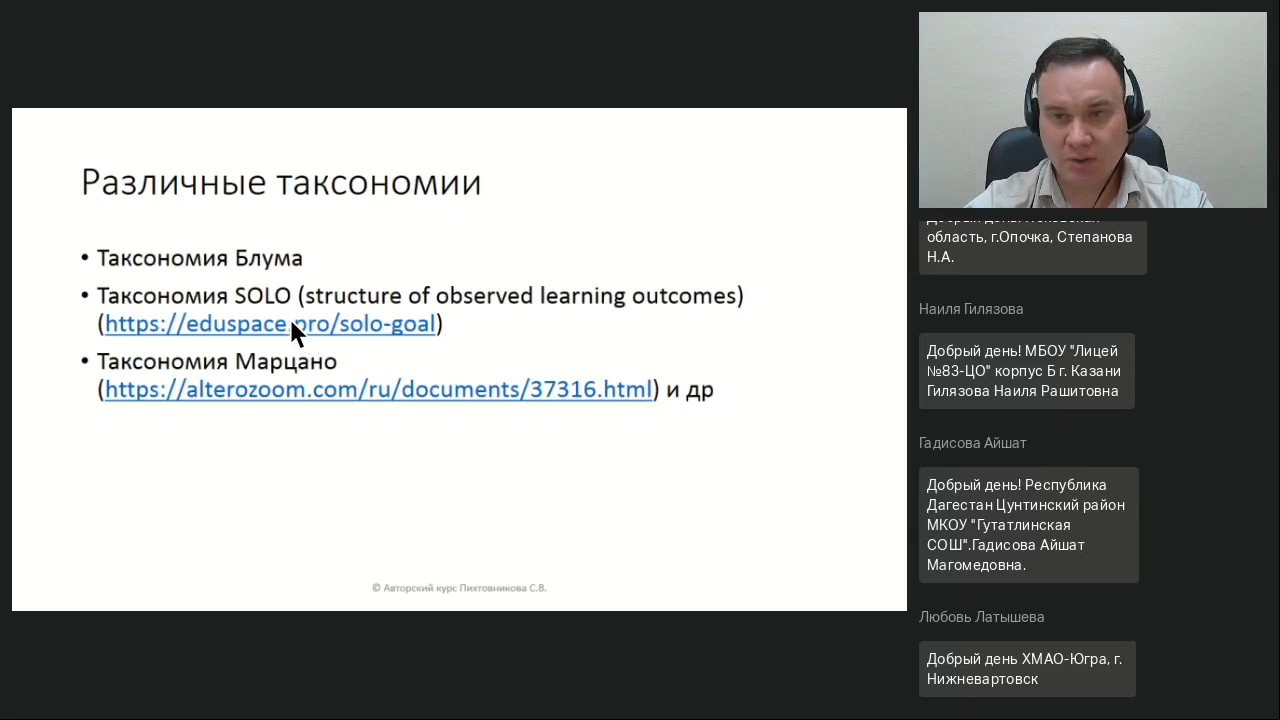 Различные таксономии
• Таксономия Блума
• Таксономия SOLO (structure of observed learning outcomes)
(https://eduspace.pro/solo-goal)
• Таксономия Марцано
(https://alterozoom.com/ru/documents/37316.html) и др
© Авторский курс Пихтовникова С.В.
область, г.Опочка, Степанова
Н.А.
Наиля Гилязова
Добрый день! МБОУ "Лицей
№83-ЦО" корпус Б г. Казани
Гилязова Наиля Рашитовна
Гадисова Айшат
Добрый день! Республика
Дагестан Цунтинский район
МКОУ "Гутатлинская
СОШ".Гадисова Айшат
Магомедовна.
Любовь Латышева
Добрый день ХМАО-Югра, г.
Нижневартовск